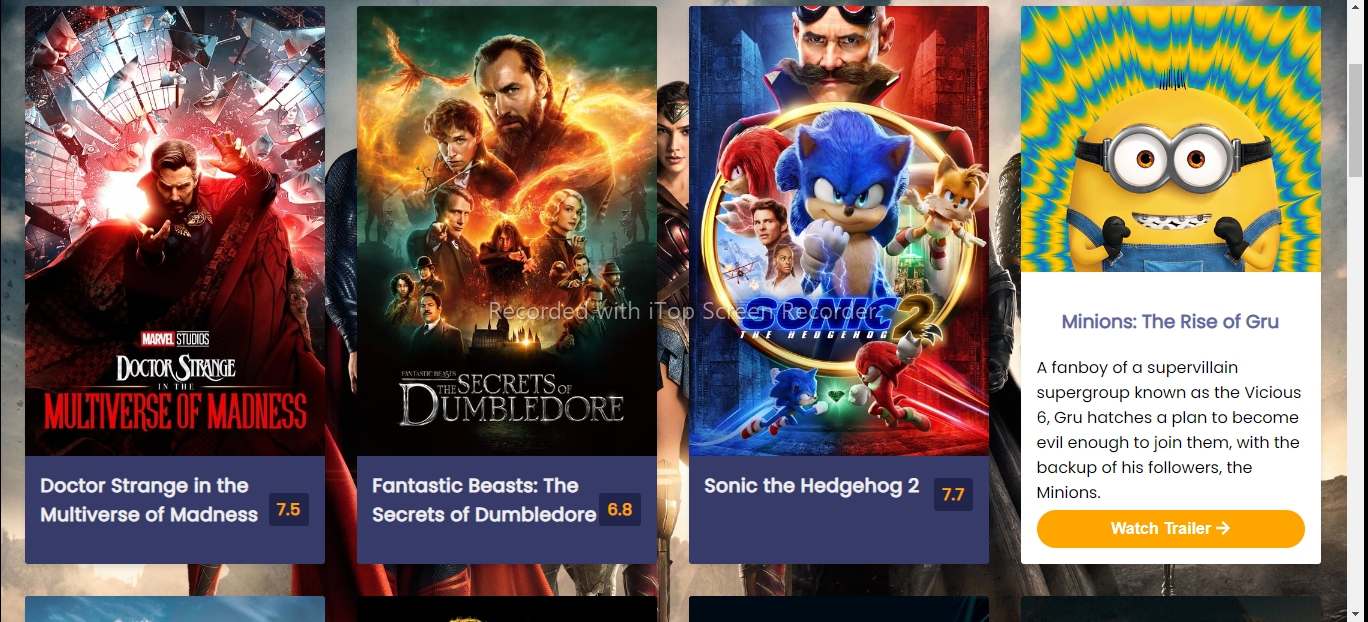 MARVEL STUDIOS
DOCTOR STRANGE
IN THE
MULTIVERSE OF MADNESS
Doctor Strange in the
Multiverse of Madness
7.5
FANTASTIC BEASTS
THE SECRETS OF
DUMBLEDORE
Fantastic Beasts: The
Secrets of Dumbledore
6.8
SONIC 2
THE HEDGEHOG
Sonic the Hedgehog 2
7.7
Recorded with iTop Screen Recorder
Minions: The Rise of Gru
A fanboy of a supervillain
supergroup known as the Vicious
6, Gru hatches a plan to become
evil enough to join them, with the
backup of his followers, the
Minions.
Watch Trailer →